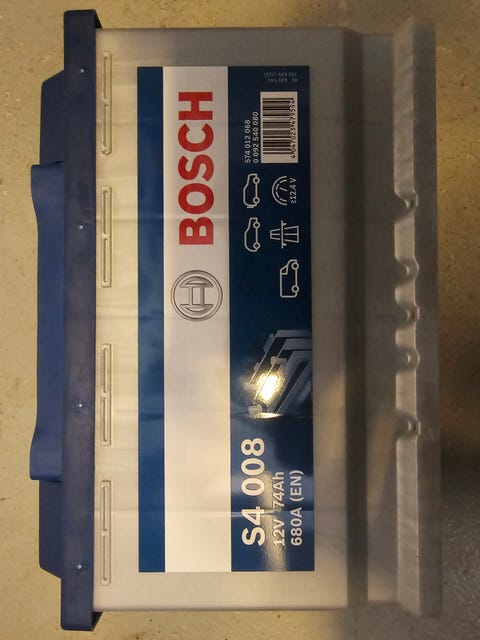 BOSCH
S4 008
12V 74Ah
680A (EN)
≥12,4 V
574 012 068
0 092 S40 080